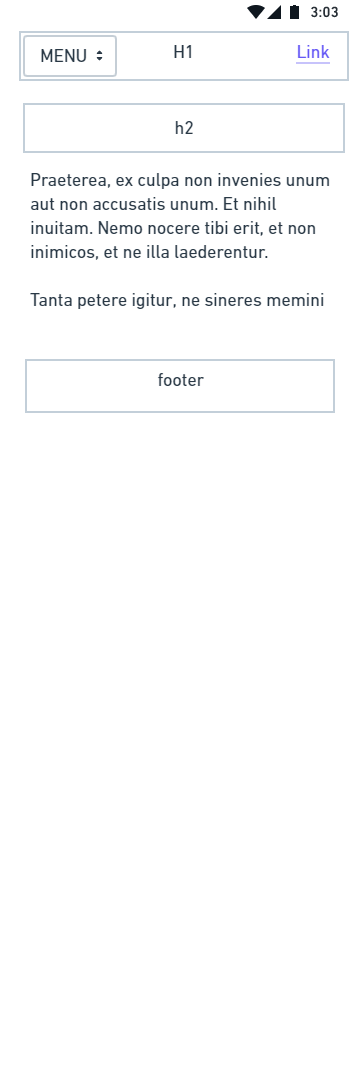 3:03
MENU H1 Link
h2
Praeterea, ex culpa non invenies unum
aut non accusatis unum. Et nihil
inuitam. Nemo nocere tibi erit, et non
inimicos, et ne illa laederentur.
Tanta petere igitur, ne sineres memini
footer